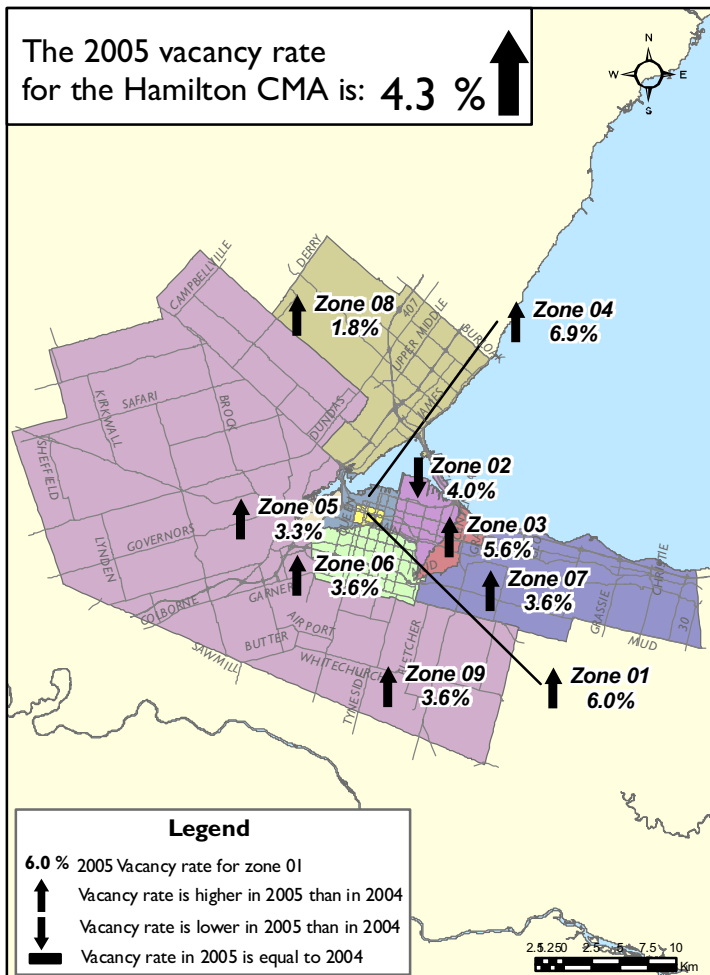 The 2005 vacancy rate
for the Hamilton CMA is: 4.3 %
N
W E
S
CAMPBELLVILLE
DERRY
407
UPPER MIDDLE
Zone 08
1.8%
Zone 04
6.9%
JAMES
DUNDAS
SAFARI
BROCK
KIRKWALL
SHEFFIELD
Zone 02
4.0%
Zone 05
3.3%
Zone 03
5.6%
GOVERNORS
LYNDEN
Zone 06
3.6%
Zone 07
3.6%
CHRISTIE
GRASSIE
COLBORNE
GARNER
AIRPORT
BUTTER
SAWMILL
WHITECHURCH
MUD
30
TYNESIDE
Zone 09
3.6%
Zone 01
6.0%
Legend
6.0 % 2005 Vacancy rate for zone 01
Vacancy rate is higher in 2005 than in 2004
Vacancy rate is lower in 2005 than in 2004
Vacancy rate in 2005 is equal to 2004
0 2.5 5 7.5 10
Km